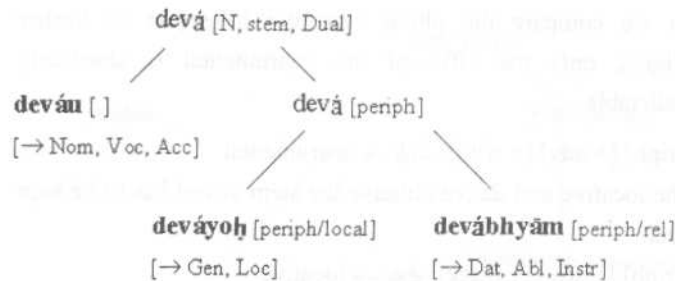 devá [N, stem, Dual]
deváu [ ] devá [periph]
[→ Nom, Voc, Acc]
deváyoḥ [periph/local] devábhyām [periph/rel]
[→ Gen, Loc] [→ Dat, Abl, Instr]